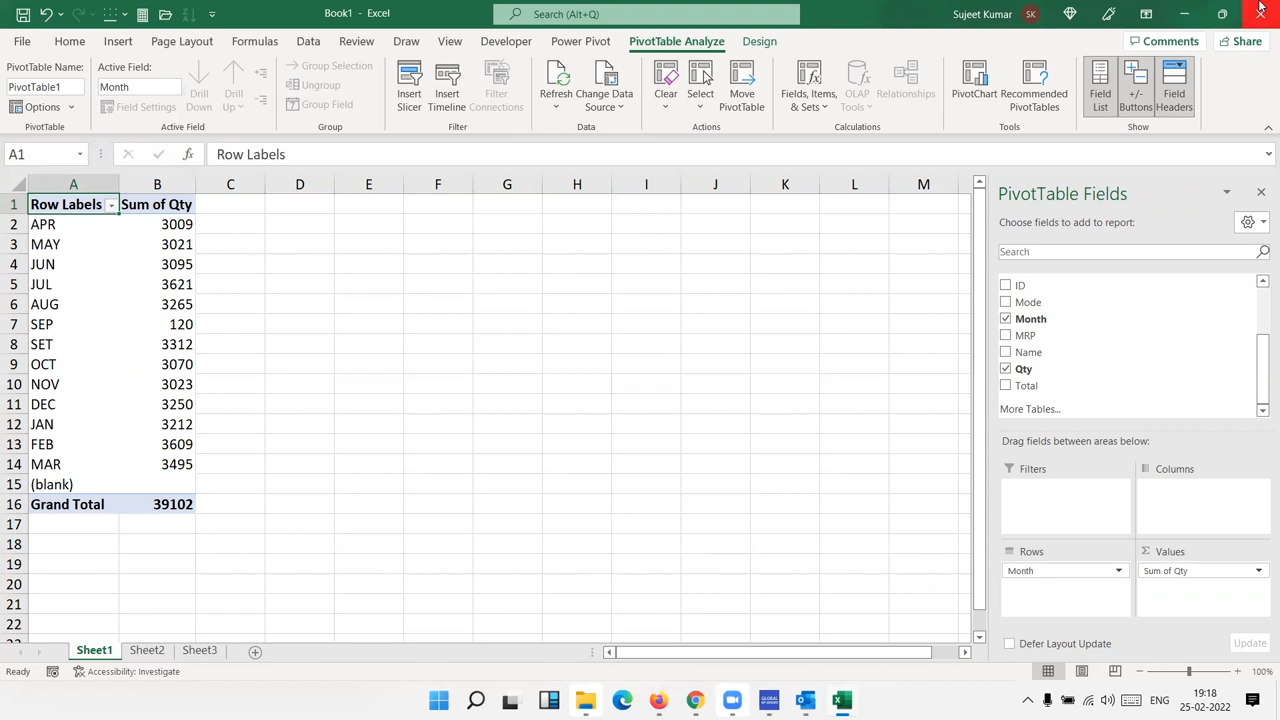 Book1 - Excel
Search (Alt+Q)
Sujeet Kumar SK
File Home Insert Page Layout Formulas Data Review View Developer Power Pivot PivotTable Analyze Design Comments Share
PivotTable Name:
PivotTable1
Options
PivotTable
Active Field:
Month
Field Settings
Drill Down
Drill Up
Active Field
Group Selection
Ungroup
Group Field
Group
Insert Slicer
Insert Timeline
Filter Connections
Filter
Refresh
Change Data Source
Data
Clear
Select
Move PivotTable
Actions
Fields, Items, & Sets
OLAP Tools
Relationships
Calculations
PivotChart
Recommended PivotTables
Tools
Field List
+/- Buttons
Field Headers
Show
A1 fx Row Labels
A B C D E F G H I J K L M
1 Row Labels Sum of Qty
2 APR 3009
3 MAY 3021
4 JUN 3095
5 JUL 3621
6 AUG 3265
7 SEP 120
8 SET 3312
9 OCT 3070
10 NOV 3023
11 DEC 3250
12 JAN 3212
13 FEB 3609
14 MAR 3495
15 (blank)
16 Grand Total 39102
17
18
19
20
21
22
PivotTable Fields
Choose fields to add to report:
Search
ID
Mode
Month
MRP
Name
Qty
Total
More Tables...
Drag fields between areas below:
Filters Columns
Rows Σ Values
Month Sum of Qty
Defer Layout Update Update
Sheet1 Sheet2 Sheet3
Ready Accessibility: Investigate 100%
ENG
19:18
25-02-2022